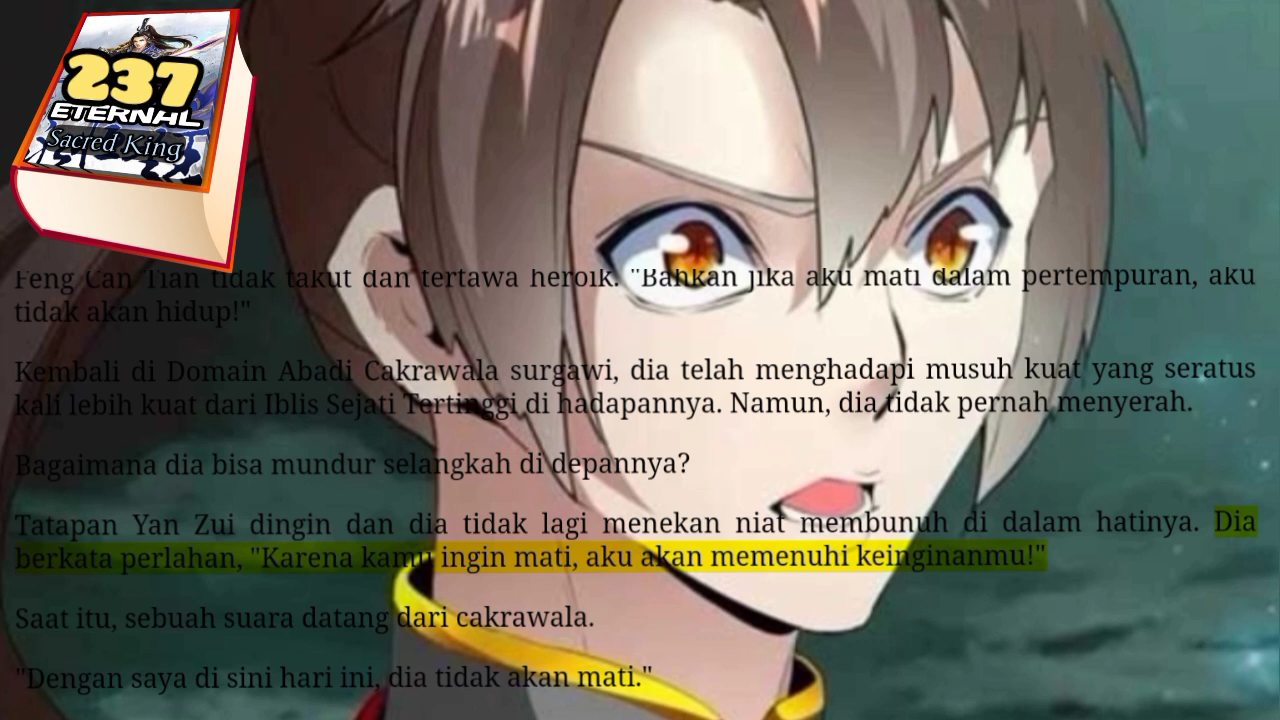 237
ETERNAL
Sacred King
Feng Can Tian tidak takut dan tertawa heroik. "Bahkan jika aku mati dalam pertempuran, aku
tidak akan hidup!"
Kembali di Domain Abadi Cakrawala surgawi, dia telah menghadapi musuh kuat yang seratus
kali lebih kuat dari Iblis Sejati Tertinggi di hadapannya. Namun, dia tidak pernah menyerah.
Bagaimana dia bisa mundur selangkah di depannya?
Tatapan Yan Zui dingin dan dia tidak lagi menekan niat membunuh di dalam hatinya. Dia
berkata perlahan, "Karena kamu ingin mati, aku akan memenuhi keinginanmu!"
Saat itu, sebuah suara datang dari cakrawala.
"Dengan saya di sini hari ini, dia tidak akan mati."